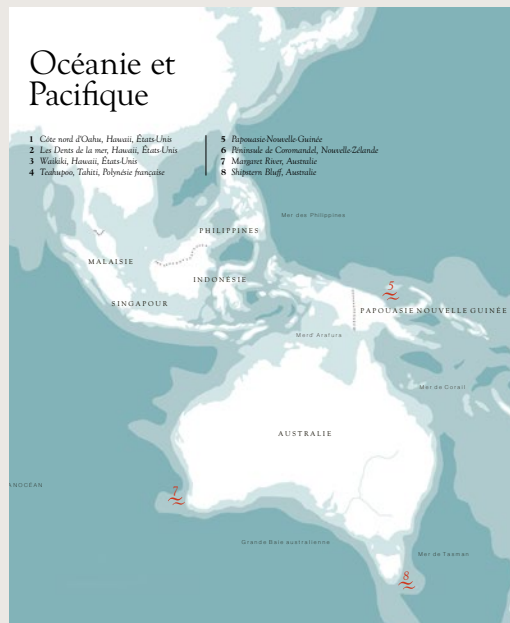 Océanie et
Pacifique
1 Côte nord d'Oahu, Hawaii, États-Unis
2 Les Dents de la mer, Hawaii, États-Unis
3 Waikiki, Hawaii, États-Unis
4 Teahupoo, Tahiti, Polynésie française
5 Papouasie-Nouvelle-Guinée
6 Péninsule de Coromandel, Nouvelle-Zélande
7 Margaret River, Australie
8 Shipstern Bluff, Australie
Mer des Philippines
PHILIPPINES
MALAISIE
INDONÉSIE
5
SINGAPOUR
PAPOUASIE NOUVELLE GUINÉE
Merd' Arafura
Mer de Corail
AUSTRALIE
ANOCÉAN
7
Grande Baie australienne
Mer de Tasman
8